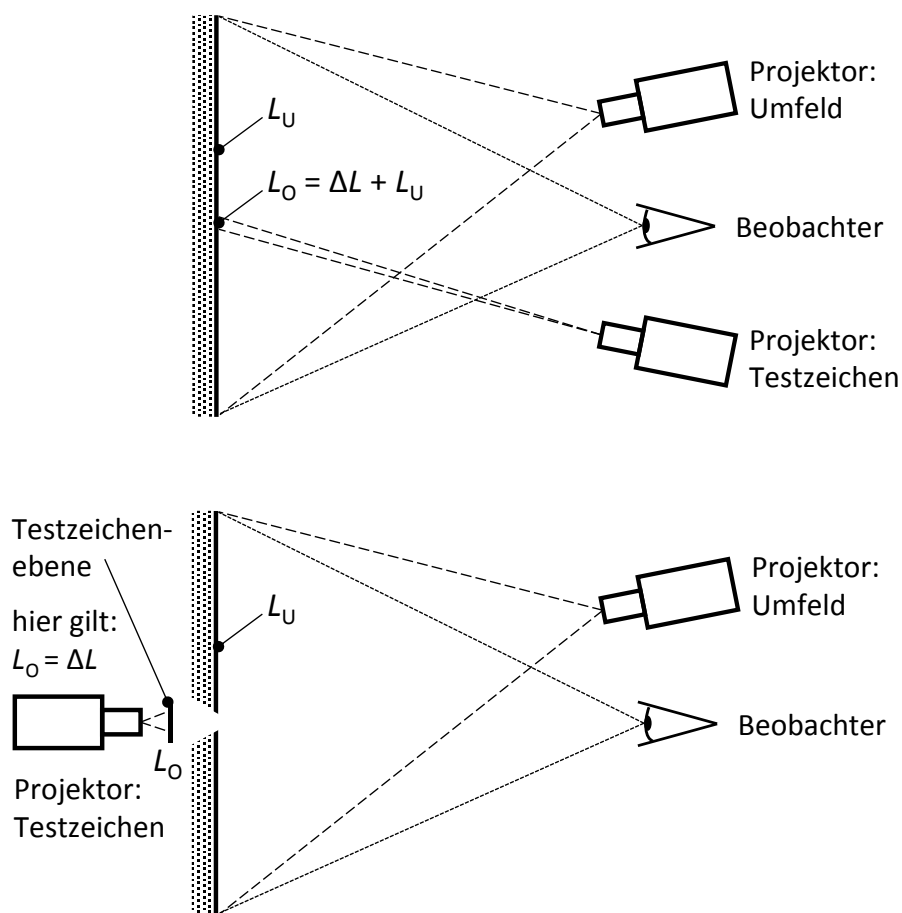 Projektor:
Umfeld
L_U
L_O = ΔL + L_U
Beobachter
Projektor:
Testzeichen
Testzeichen-
ebene
hier gilt:
L_O = ΔL
L_O
Projektor:
Testzeichen
L_U
Projektor:
Umfeld
Beobachter